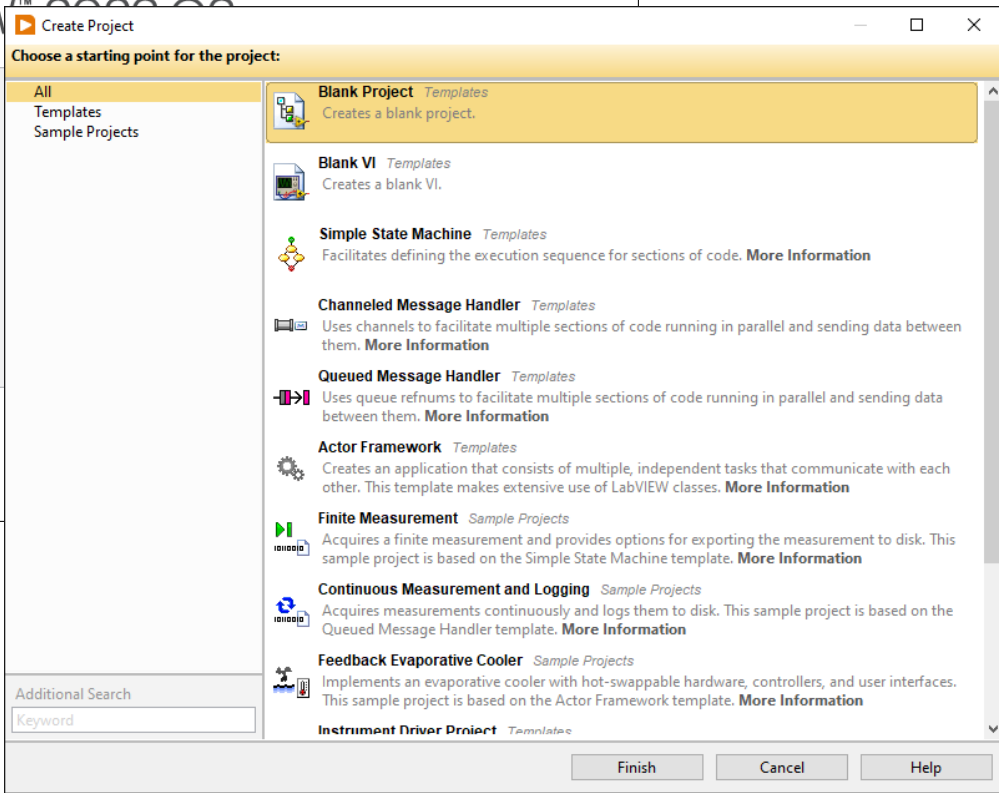 Create Project
Choose a starting point for the project:
All
Templates
Sample Projects
Blank Project Templates
Creates a blank project.
Blank VI Templates
Creates a blank VI.
Simple State Machine Templates
Facilitates defining the execution sequence for sections of code. More Information
Channeled Message Handler Templates
Uses channels to facilitate multiple sections of code running in parallel and sending data between
them. More Information
Queued Message Handler Templates
Uses queue refnums to facilitate multiple sections of code running in parallel and sending data
between them. More Information
Actor Framework Templates
Creates an application that consists of multiple, independent tasks that communicate with each
other. This template makes extensive use of LabVIEW classes. More Information
Finite Measurement Sample Projects
Acquires a finite measurement and provides options for exporting the measurement to disk. This
sample project is based on the Simple State Machine template. More Information
Continuous Measurement and Logging Sample Projects
Acquires measurements continuously and logs them to disk. This sample project is based on the
Queued Message Handler template. More Information
Feedback Evaporative Cooler Sample Projects
Implements an evaporative cooler with hot-swappable hardware, controllers, and user interfaces.
This sample project is based on the Actor Framework template. More Information
Instrument Driver Project Templates
Additional Search
Keyword
Finish
Cancel
Help